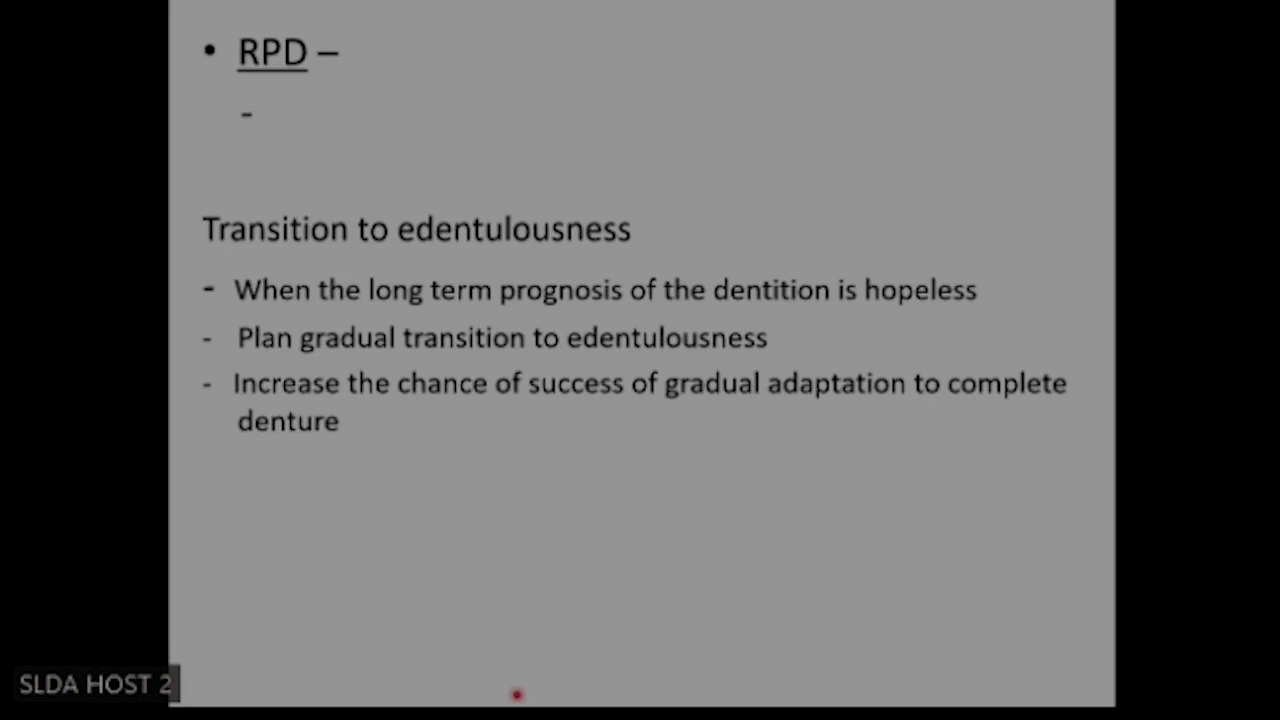 • RPD –
-
Transition to edentulousness
- When the long term prognosis of the dentition is hopeless
- Plan gradual transition to edentulousness
- Increase the chance of success of gradual adaptation to complete
denture
SLDA HOST 2